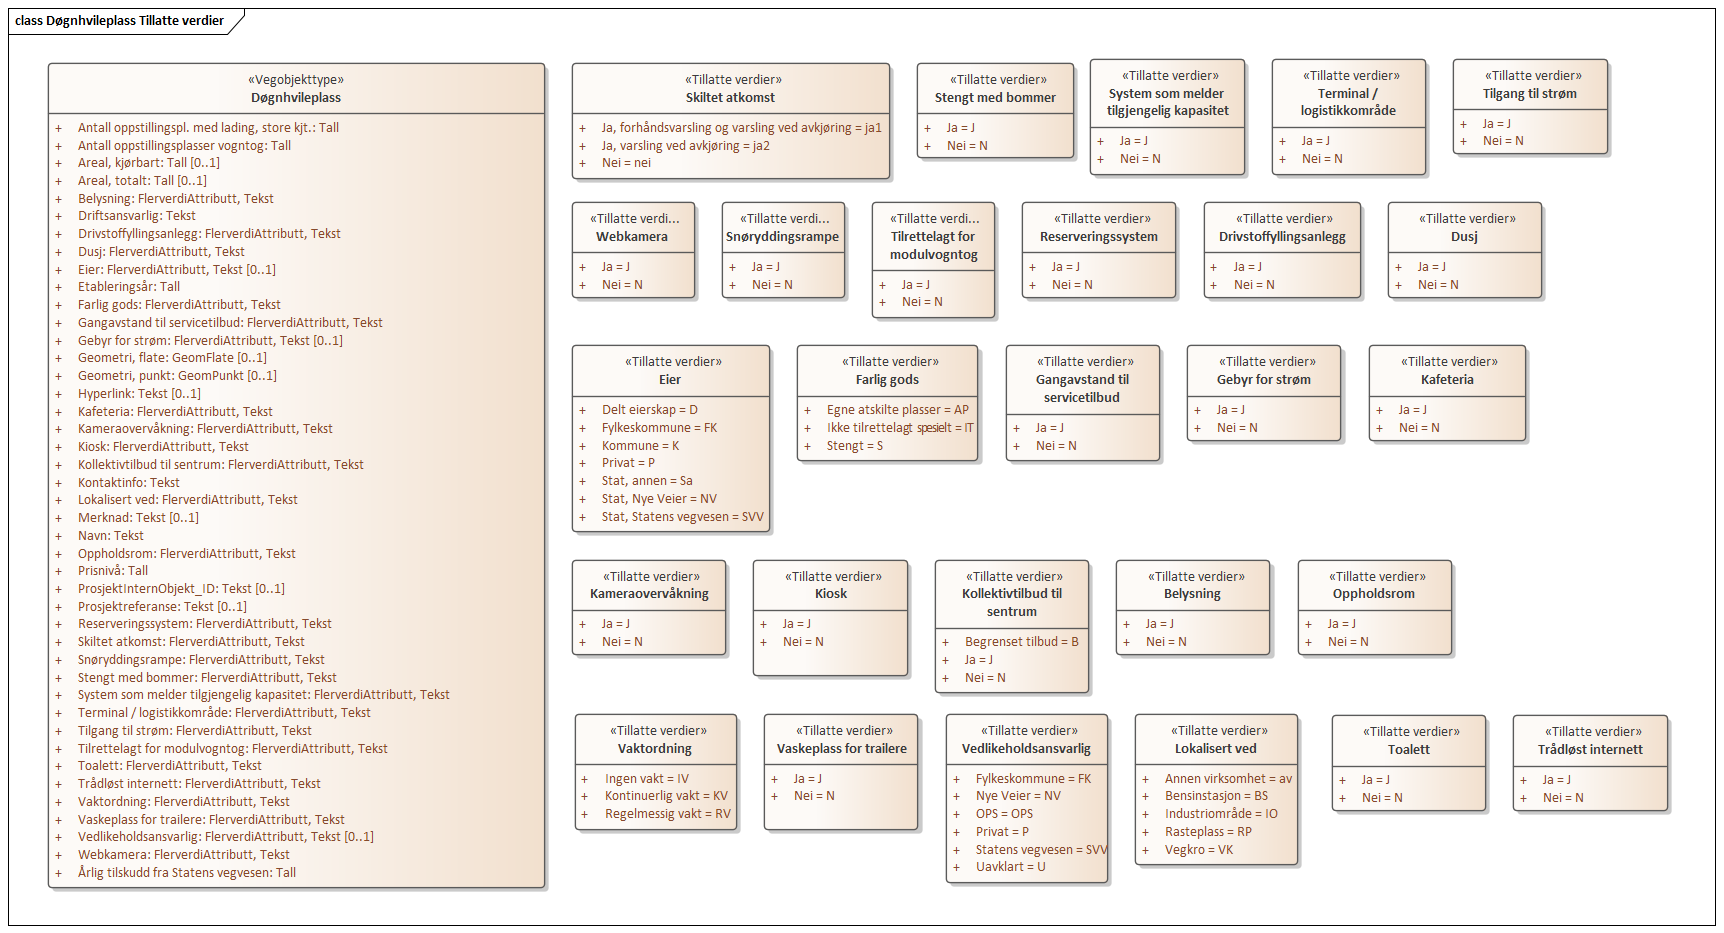 class Døgnhvileplass Tillatte verdier
«Vegobjekttype»
Døgnhvileplass
+ Antall oppstillingspl. med lading, store kjt.: Tall
+ Antall oppstillingsplasser vogntog: Tall
+ Areal, kjørbart: Tall [0..1]
+ Areal, totalt: Tall [0..1]
+ Belysning: FlerverdiAttributt, Tekst
+ Driftsansvarlig: Tekst
+ Drivstoffyllingsanlegg: FlerverdiAttributt, Tekst
+ Dusj: FlerverdiAttributt, Tekst
+ Eier: FlerverdiAttributt, Tekst [0..1]
+ Etableringsår: Tall
+ Farlig gods: FlerverdiAttributt, Tekst
+ Gangavstand til servicetilbud: FlerverdiAttributt, Tekst
+ Gebyr for strøm: FlerverdiAttributt, Tekst [0..1]
+ Geometri, flate: GeomFlate [0..1]
+ Geometri, punkt: GeomPunkt [0..1]
+ Hyperlink: Tekst [0..1]
+ Kafeteria: FlerverdiAttributt, Tekst
+ Kameraovervåkning: FlerverdiAttributt, Tekst
+ Kiosk: FlerverdiAttributt, Tekst
+ Kollektivtilbud til sentrum: FlerverdiAttributt, Tekst
+ Kontaktinfo: Tekst
+ Lokalisert ved: FlerverdiAttributt, Tekst
+ Merknad: Tekst [0..1]
+ Navn: Tekst
+ Oppholdsrom: FlerverdiAttributt, Tekst
+ Prisnivå: Tall
+ ProsjektInternObjekt_ID: Tekst [0..1]
+ Prosjektreferanse: Tekst [0..1]
+ Reserveringssystem: FlerverdiAttributt, Tekst
+ Skiltet atkomst: FlerverdiAttributt, Tekst
+ Snøryddingsrampe: FlerverdiAttributt, Tekst
+ Stengt med bommer: FlerverdiAttributt, Tekst
+ System som melder tilgjengelig kapasitet: FlerverdiAttributt, Tekst
+ Terminal / logistikkområde: FlerverdiAttributt, Tekst
+ Tilgang til strøm: FlerverdiAttributt, Tekst
+ Tilrettelagt for modulvogntog: FlerverdiAttributt, Tekst
+ Toalett: FlerverdiAttributt, Tekst
+ Trådløst internett: FlerverdiAttributt, Tekst
+ Vaktordning: FlerverdiAttributt, Tekst
+ Vaskeplass for trailere: FlerverdiAttributt, Tekst
+ Vedlikeholdsansvarlig: FlerverdiAttributt, Tekst [0..1]
+ Webkamera: FlerverdiAttributt, Tekst
+ Årlig tilskudd fra Statens vegvesen: Tall
«Tillatte verdier»
Skiltet atkomst
+ Ja, forhåndsvarsling og varsling ved avkjøring = ja1
+ Ja, varsling ved avkjøring = ja2
+ Nei = nei
«Tillatte verdier»
Stengt med bommer
+ Ja = J
+ Nei = N
«Tillatte verdier»
System som melder
tilgjengelig kapasitet
+ Ja = J
+ Nei = N
«Tillatte verdier»
Terminal /
logistikkområde
+ Ja = J
+ Nei = N
«Tillatte verdier»
Tilgang til strøm
+ Ja = J
+ Nei = N
«Tillatte verdi...
Webkamera
+ Ja = J
+ Nei = N
«Tillatte verdi...
Snøryddingsrampe
+ Ja = J
+ Nei = N
«Tillatte verdi...
Tilrettelagt for
modulvogntog
+ Ja = J
+ Nei = N
«Tillatte verdier»
Reserveringssystem
+ Ja = J
+ Nei = N
«Tillatte verdier»
Drivstoffyllingsanlegg
+ Ja = J
+ Nei = N
«Tillatte verdier»
Dusj
+ Ja = J
+ Nei = N
«Tillatte verdier»
Eier
+ Delt eierskap = D
+ Fylkeskommune = FK
+ Kommune = K
+ Privat = P
+ Stat, annen = Sa
+ Stat, Nye Veier = NV
+ Stat, Statens vegvesen = SVV
«Tillatte verdier»
Farlig gods
+ Egne atskilte plasser = AP
+ Ikke tilrettelagt spesielt = IT
+ Stengt = S
«Tillatte verdier»
Gangavstand til
servicetilbud
+ Ja = J
+ Nei = N
«Tillatte verdier»
Gebyr for strøm
+ Ja = J
+ Nei = N
«Tillatte verdier»
Kafeteria
+ Ja = J
+ Nei = N
«Tillatte verdier»
Kameraovervåkning
+ Ja = J
+ Nei = N
«Tillatte verdier»
Kiosk
+ Ja = J
+ Nei = N
«Tillatte verdier»
Kollektivtilbud til
sentrum
+ Begrenset tilbud = B
+ Ja = J
+ Nei = N
«Tillatte verdier»
Belysning
+ Ja = J
+ Nei = N
«Tillatte verdier»
Oppholdsrom
+ Ja = J
+ Nei = N
«Tillatte verdier»
Vaktordning
+ Ingen vakt = IV
+ Kontinuerlig vakt = KV
+ Regelmessig vakt = RV
«Tillatte verdier»
Vaskeplass for trailere
+ Ja = J
+ Nei = N
«Tillatte verdier»
Vedlikeholdsansvarlig
+ Fylkeskommune = FK
+ Nye Veier = NV
+ OPS = OPS
+ Privat = P
+ Statens vegvesen = SVV
+ Uavklart = U
«Tillatte verdier»
Lokalisert ved
+ Annen virksomhet = av
+ Bensinstasjon = BS
+ Industriområde = IO
+ Rasteplass = RP
+ Vegkro = VK
«Tillatte verdier»
Toalett
+ Ja = J
+ Nei = N
«Tillatte verdier»
Trådløst internett
+ Ja = J
+ Nei = N